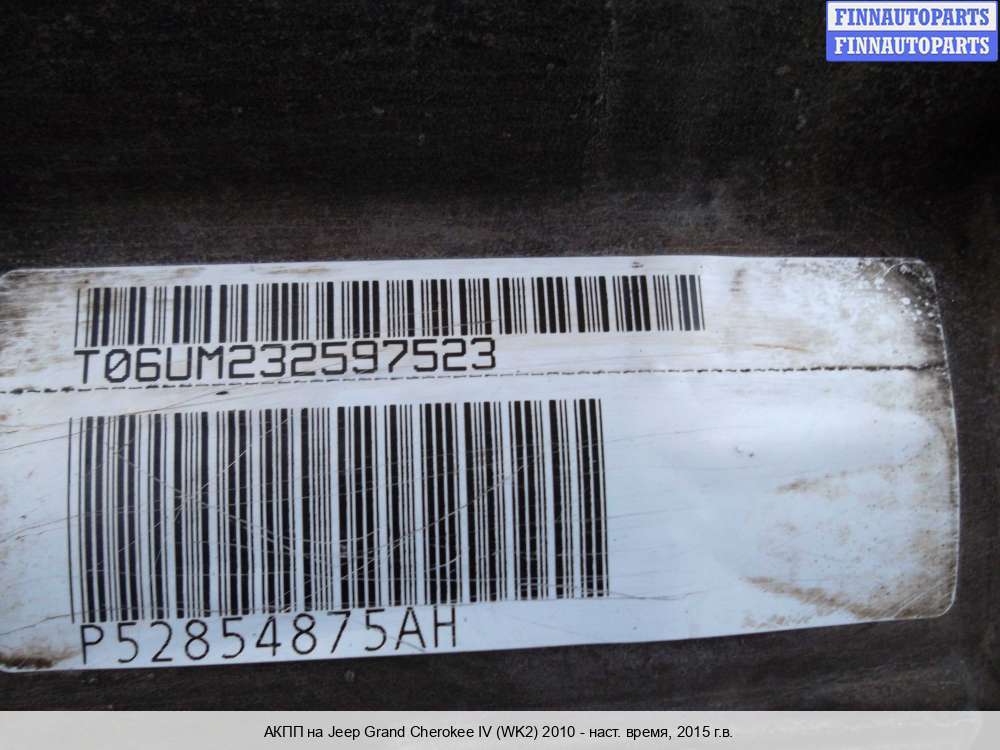 FINNAUTOPARTS
FINNAUTOPARTS
T06UM232597523
P52854875AH
АКПП на Jeep Grand Cherokee IV (WK2) 2010 - наст. время, 2015 г.в.